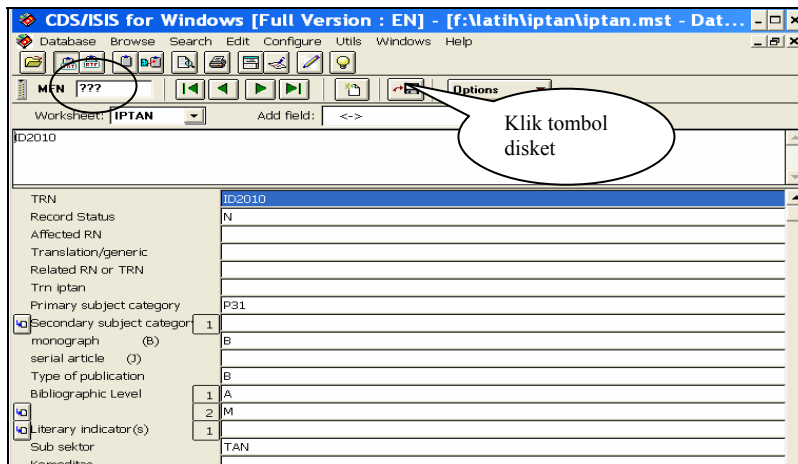 CDS/ISIS for Windows [Full Version : EN] - [f:\latih\iptan\iptan.mst - Dat...
Database Browse Search Edit Configure Utils Windows Help
MFN ??? Options
Worksheet: IPTAN Add field: <->
Klik tombol
disket
ID2010
TRN ID2010
Record Status N
Affected RN
Translation/generic
Related RN or TRN
Trn iptan
Primary subject category P31
Secondary subject categor 1
monograph (B) B
serial article (J)
Type of publication B
Bibliographic Level 1 A
2 M
Literary indicator(s) 1
Sub sektor TAN
Komoditas